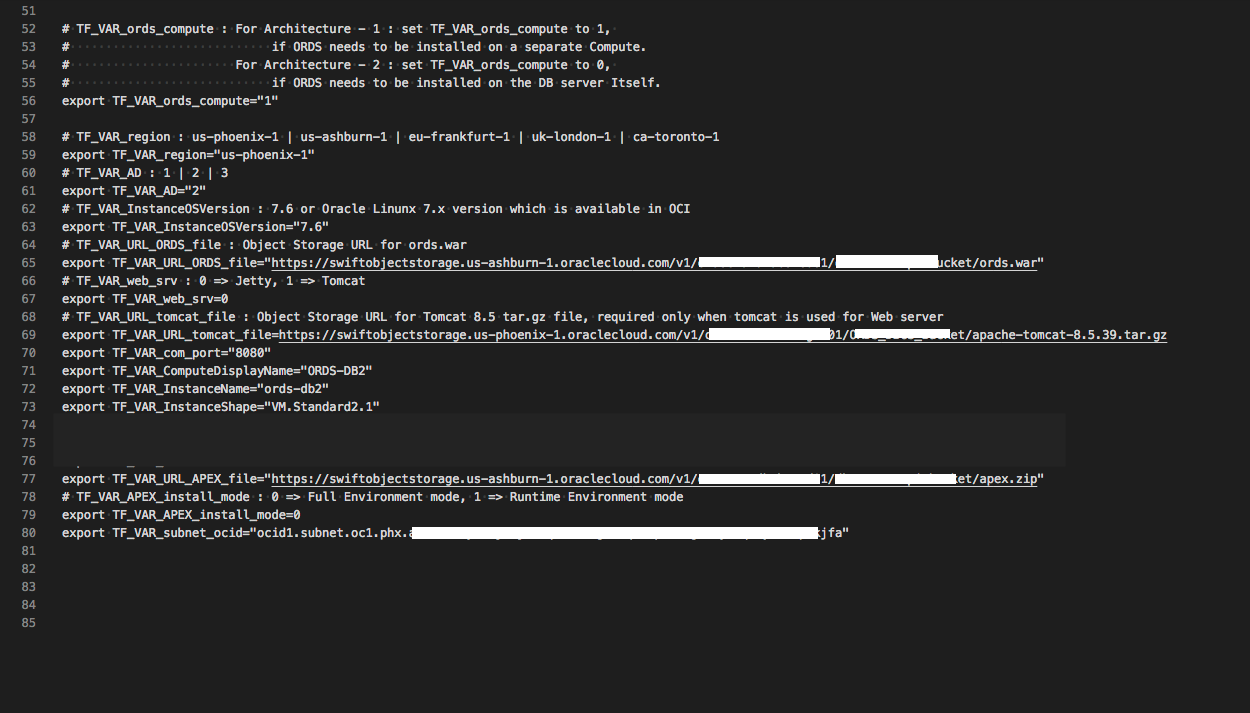 51
52 # TF_VAR_ords_compute : For Architecture - 1 : set TF_VAR_ords_compute to 1,
53 # if ORDS needs to be installed on a separate Compute.
54 # For Architecture - 2 : set TF_VAR_ords_compute to 0,
55 # if ORDS needs to be installed on the DB server Itself.
56 export TF_VAR_ords_compute="1"
57
58 # TF_VAR_region : us-phoenix-1 | us-ashburn-1 | eu-frankfurt-1 | uk-london-1 | ca-toronto-1
59 export TF_VAR_region="us-phoenix-1"
60 # TF_VAR_AD : 1 | 2 | 3
61 export TF_VAR_AD="2"
62 # TF_VAR_InstanceOSVersion : 7.6 or Oracle Linunx 7.x version which is available in OCI
63 export TF_VAR_InstanceOSVersion="7.6"
64 # TF_VAR_URL_ORDS_file : Object Storage URL for ords.war
65 export TF_VAR_URL_ORDS_file="https://swiftobjectstorage.us-ashburn-1.oraclecloud.com/v1/ 1/ ucket/ords.war"
66 # TF_VAR_web_srv : 0 => Jetty, 1 => Tomcat
67 export TF_VAR_web_srv=0
68 # TF_VAR_URL_tomcat_file : Object Storage URL for Tomcat 8.5 tar.gz file, required only when tomcat is used for Web server
69 export TF_VAR_URL_tomcat_file=https://swiftobjectstorage.us-phoenix-1.oraclecloud.com/v1/ 01/ et/apache-tomcat-8.5.39.tar.gz
70 export TF_VAR_com_port="8080"
71 export TF_VAR_ComputeDisplayName="ORDS-DB2"
72 export TF_VAR_InstanceName="ords-db2"
73 export TF_VAR_InstanceShape="VM.Standard2.1"
74
75
76
77 export TF_VAR_URL_APEX_file="https://swiftobjectstorage.us-ashburn-1.oraclecloud.com/v1/ 1/ et/apex.zip"
78 # TF_VAR_APEX_install_mode : 0 => Full Environment mode, 1 => Runtime Environment mode
79 export TF_VAR_APEX_install_mode=0
80 export TF_VAR_subnet_ocid="ocid1.subnet.oc1.phx. jfa"
81
82
83
84
85